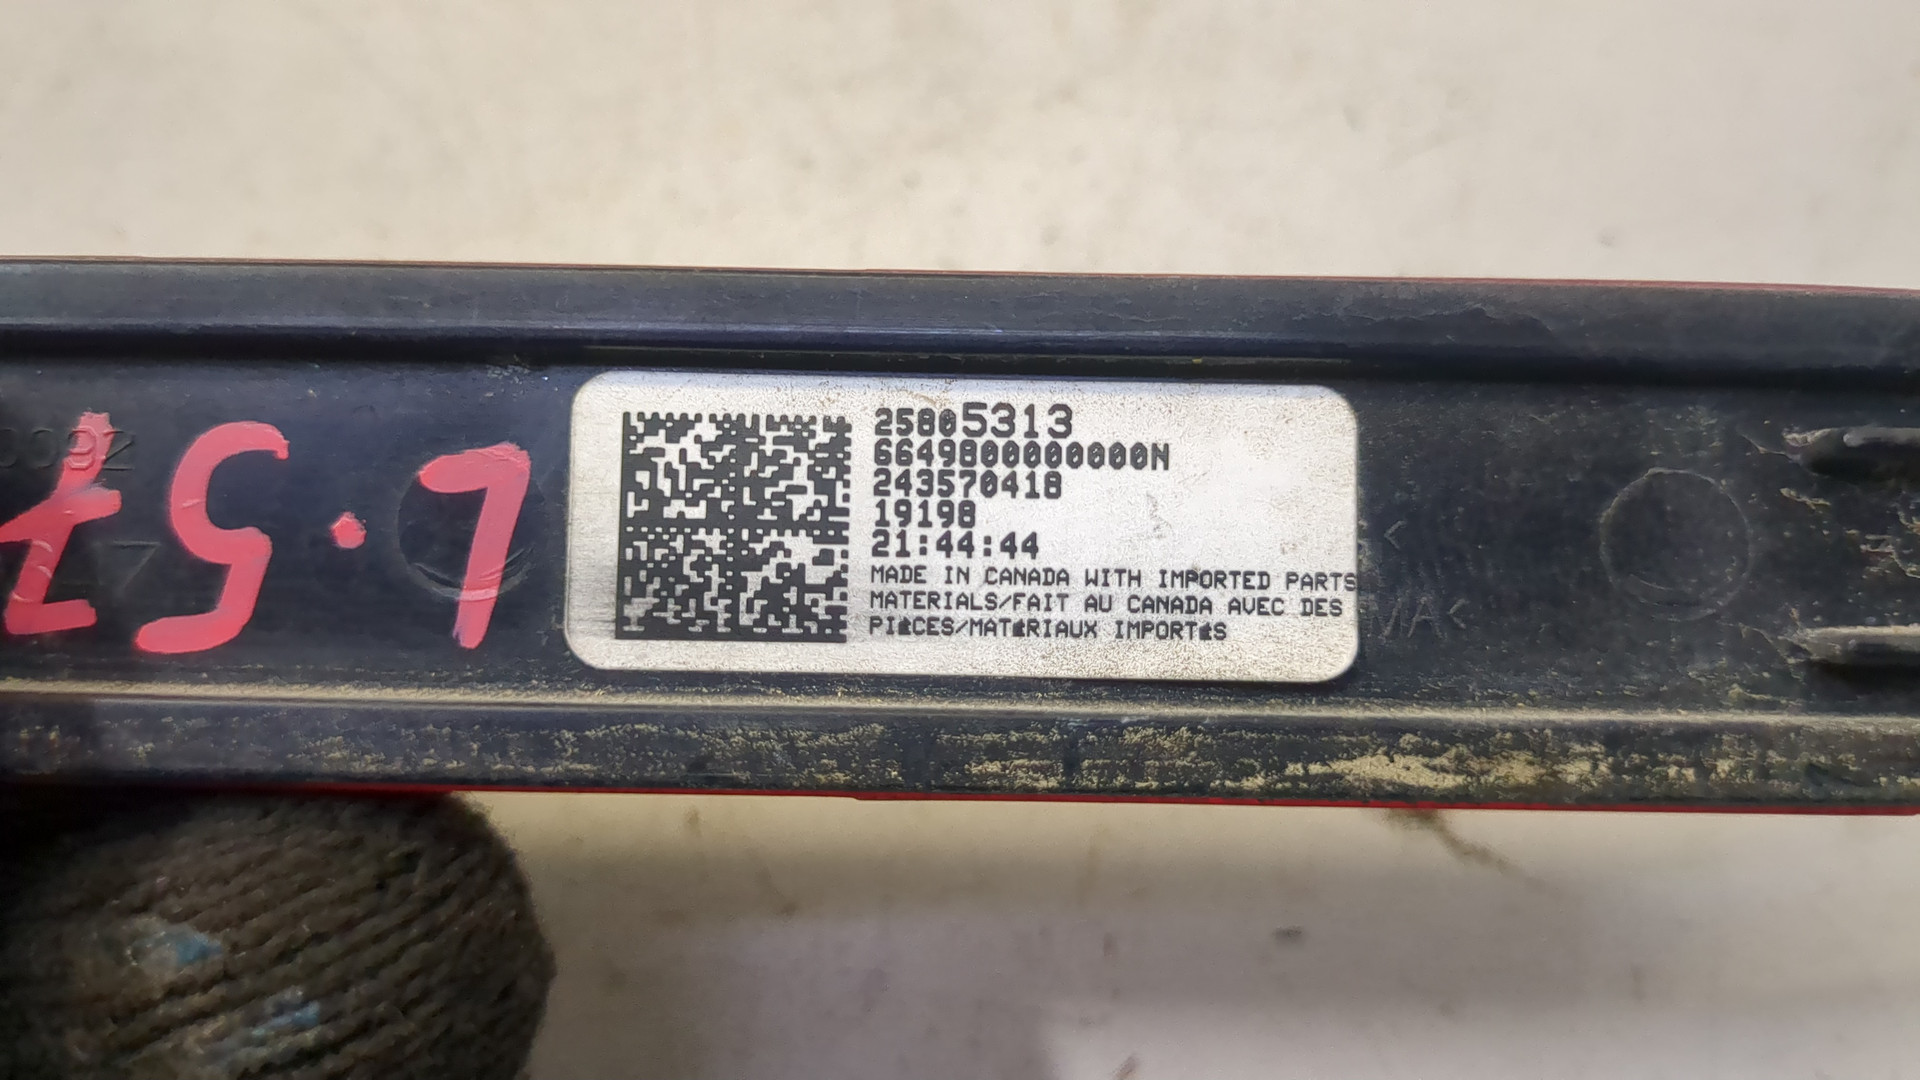 25805313
6649800000000N
243570418
19198
21:44:44
MADE IN CANADA WITH IMPORTED PARTS
MATERIALS/FAIT AU CANADA AVEC DES
PIÈCES/MATÉRIAUX IMPORTÉS